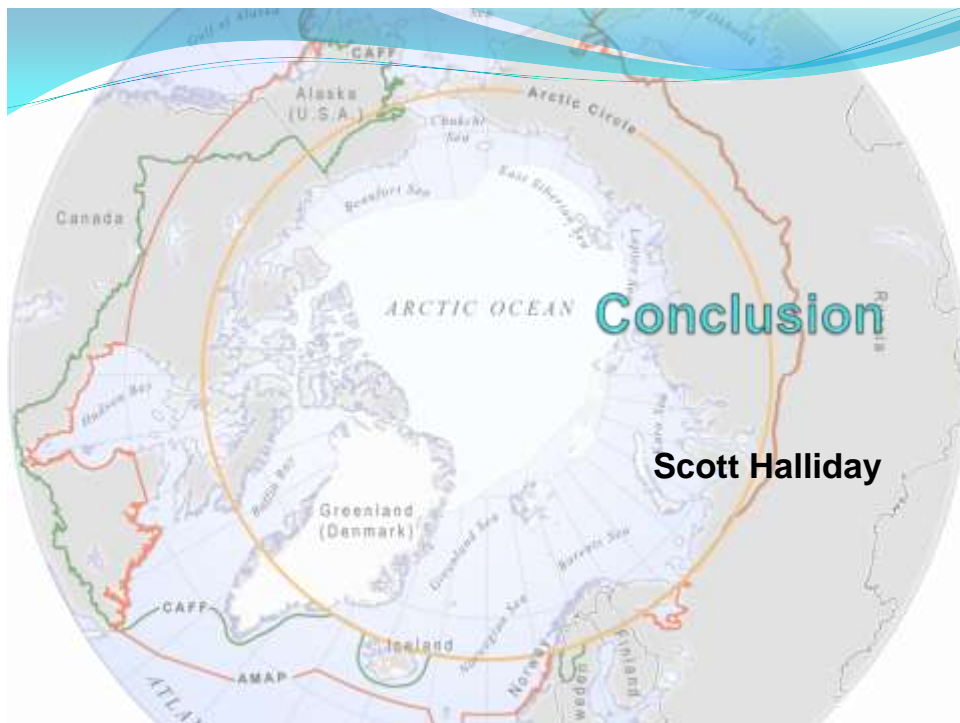 Gulf of Alaska
Sea
CAFF
Alaska
(U.S.A.)
Chukchi
Sea
Arctic Circle
East Siberian Sea
Beaufort Sea
Laptev Sea
Canada
ARCTIC OCEAN
Conclusion
Hudson Bay
Kara Sea
Scott Halliday
Baffin Bay
Greenland
(Denmark)
Greenland Sea
Barents Sea
CAFF
Norwegian Sea
Iceland
AMAP
Norway
weden
Finland